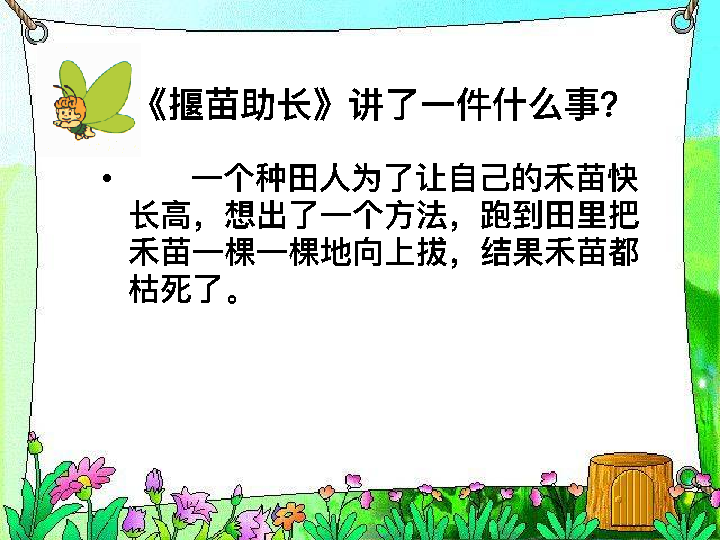 《揠苗助长》讲了一件什么事？
• 一个种田人为了让自己的禾苗快
长高，想出了一个方法，跑到田里把
禾苗一棵一棵地向上拔，结果禾苗都
枯死了。